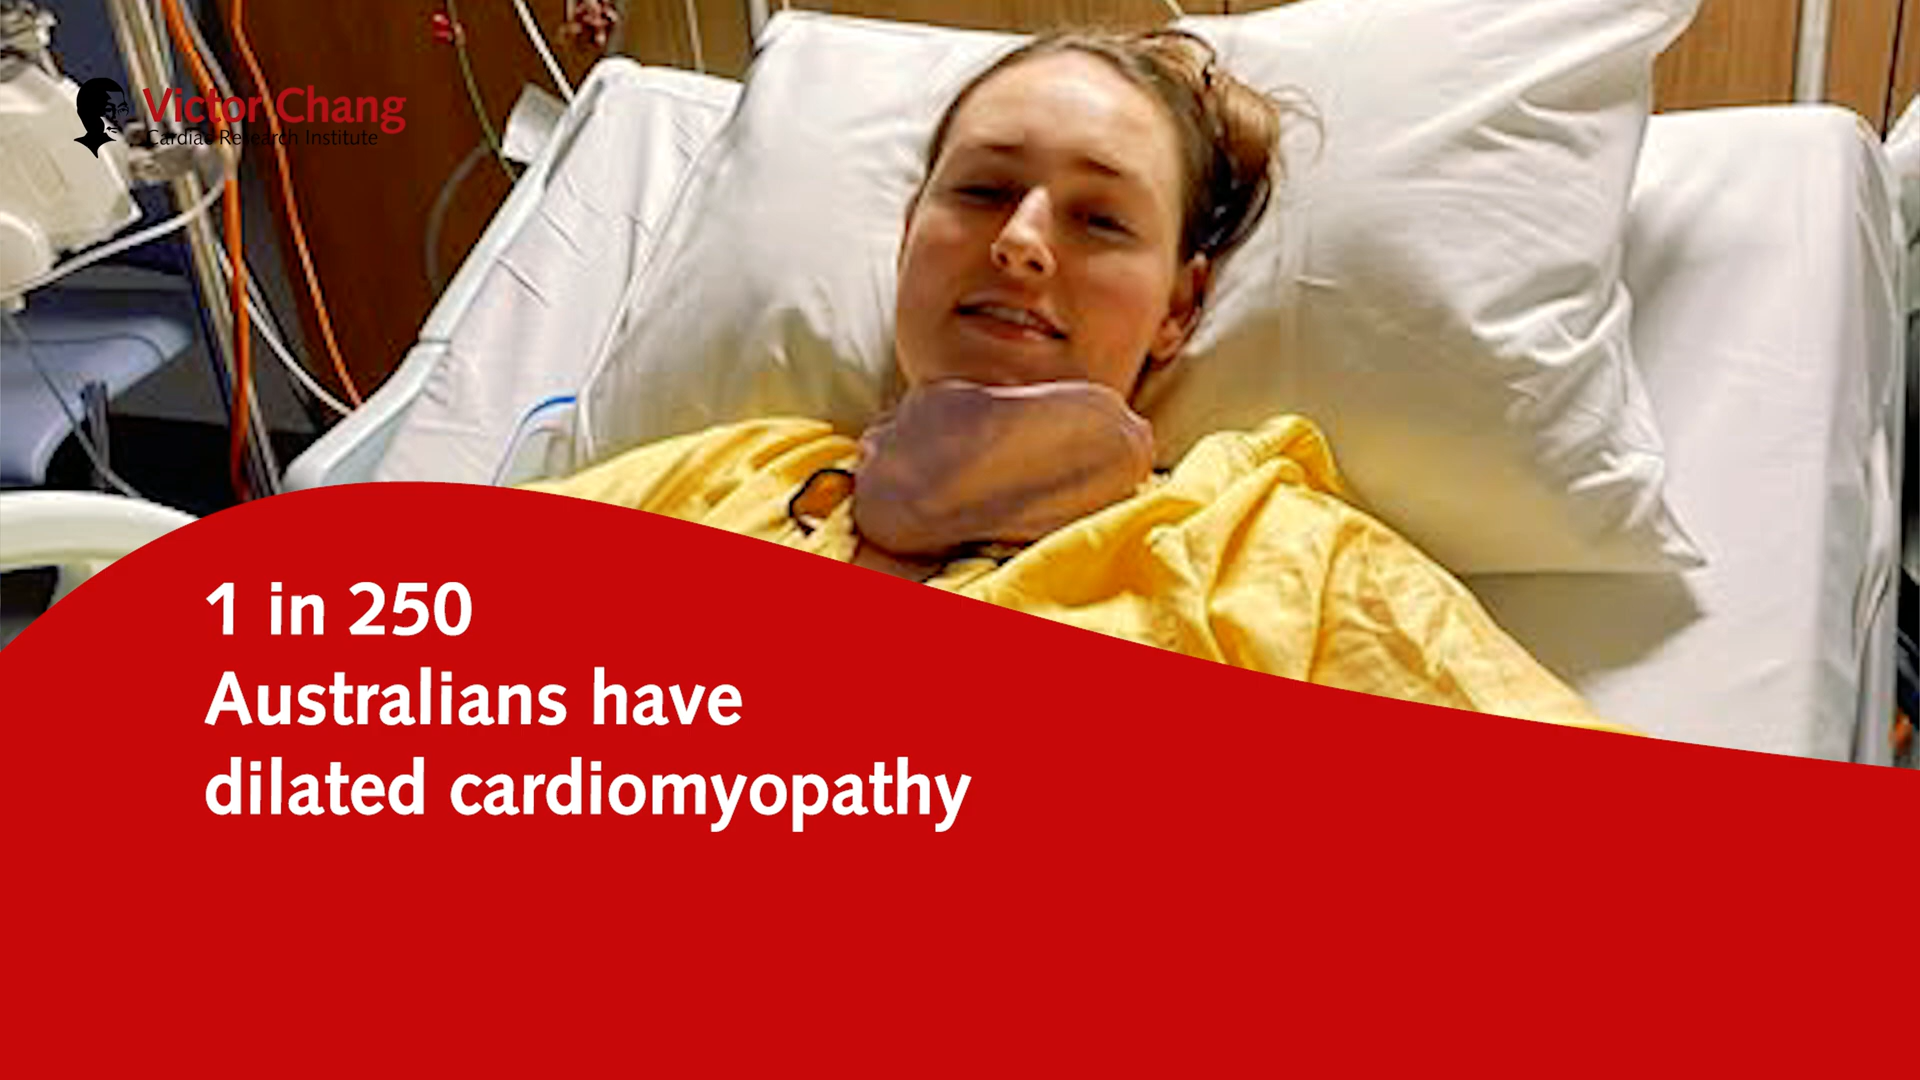 Victor Chang
Cardiac Research Institute
1 in 250
Australians have
dilated cardiomyopathy